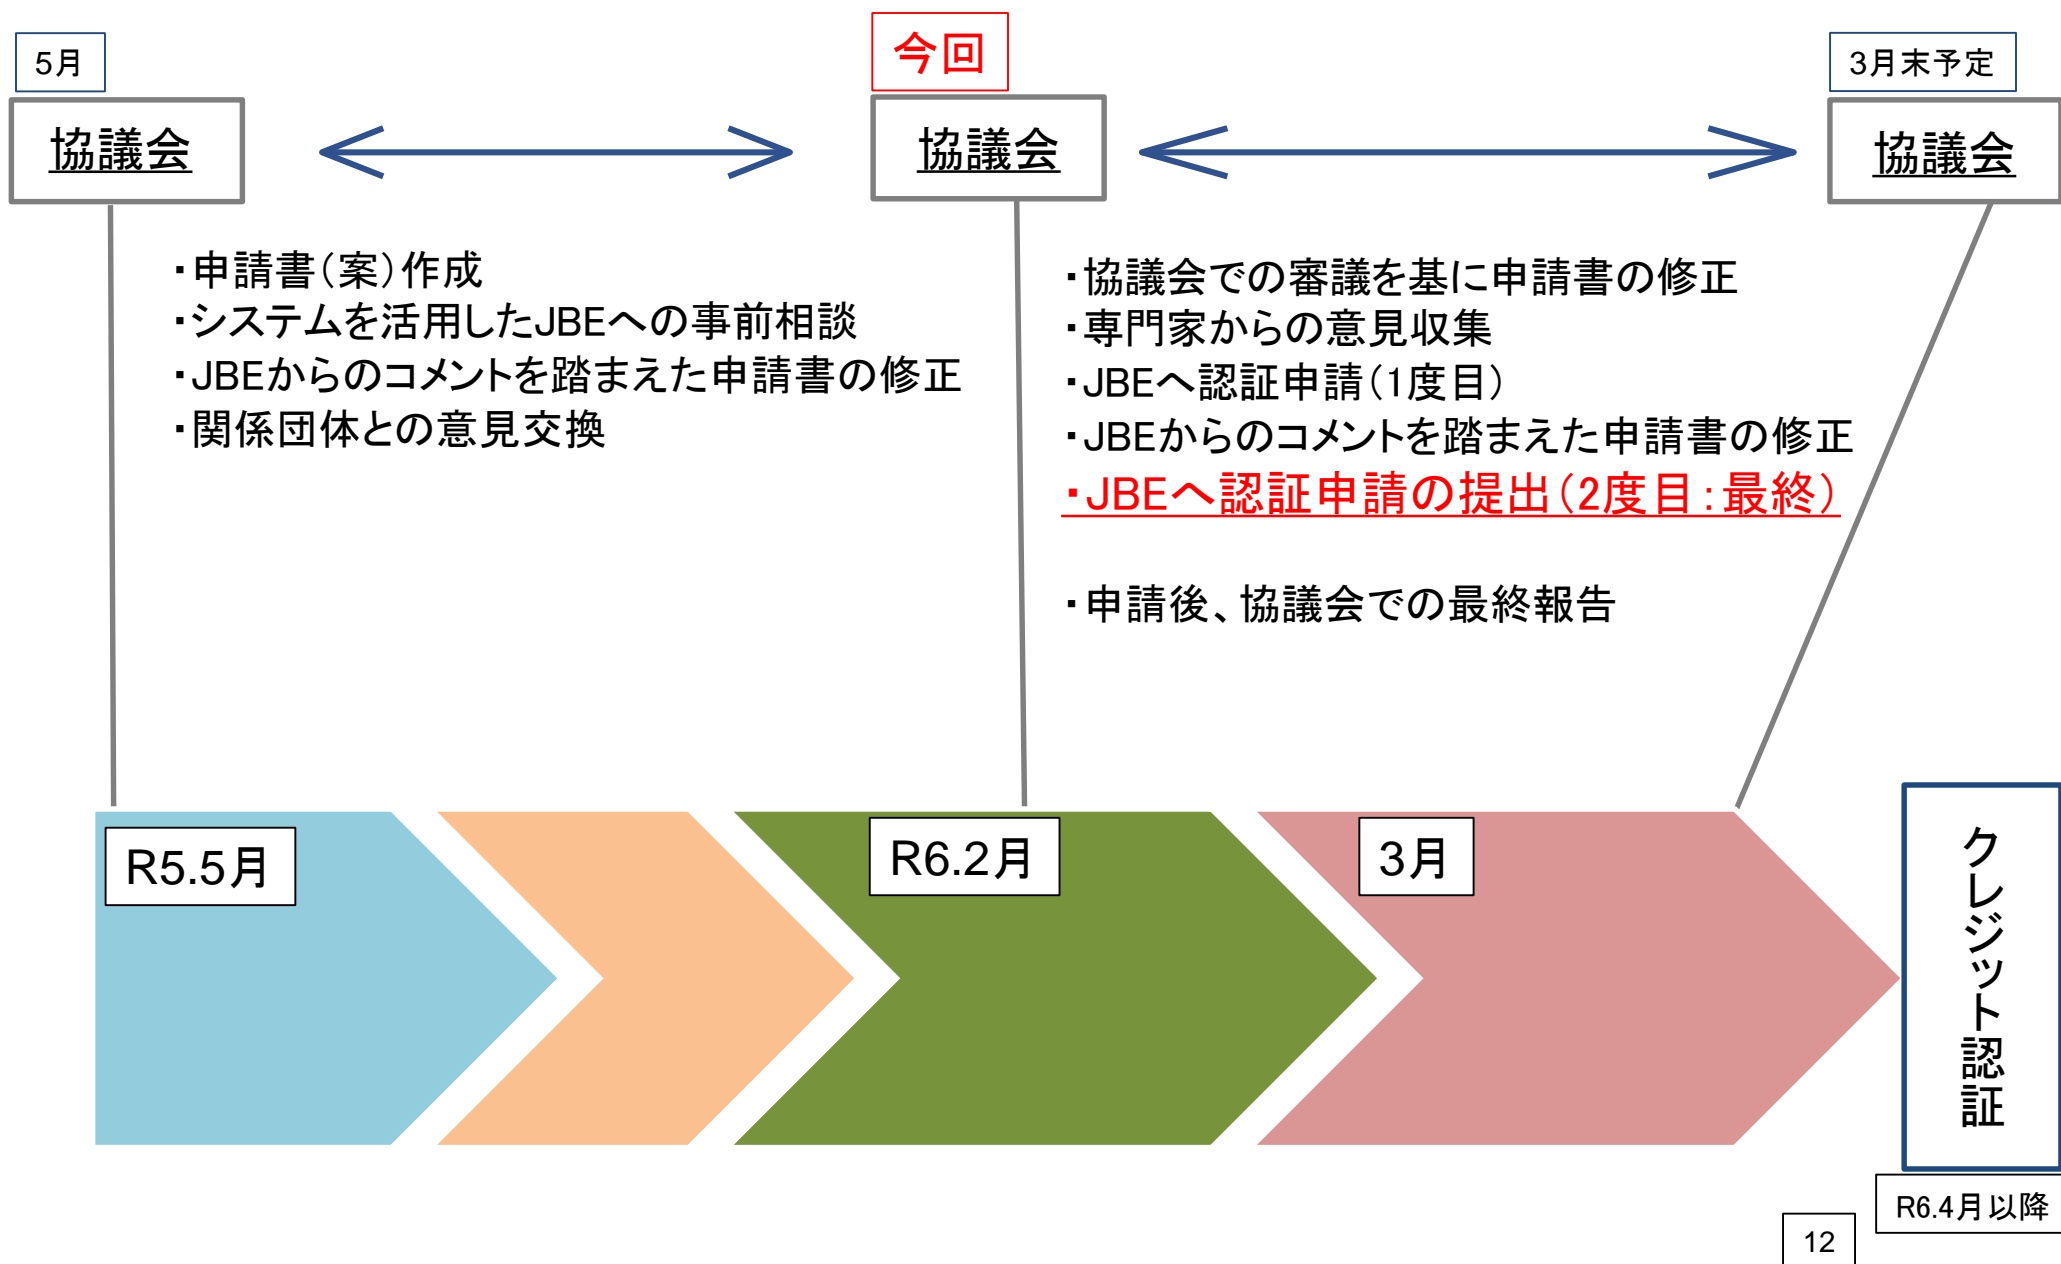 5月
協議会
今回
協議会
3月末予定
協議会
・申請書（案）作成
・システムを活用したJBEへの事前相談
・JBEからのコメントを踏まえた申請書の修正
・関係団体との意見交換
・協議会での審議を基に申請書の修正
・専門家からの意見収集
・JBEへ認証申請（1度目）
・JBEからのコメントを踏まえた申請書の修正
・JBEへ認証申請の提出（2度目：最終）
・申請後、協議会での最終報告
R5.5月
R6.2月
3月
クレジット認証
R6.4月以降
12